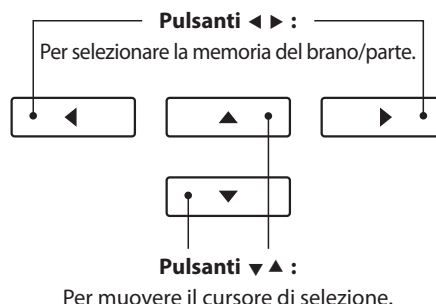 Pulsanti ◀ ▶ :
Per selezionare la memoria del brano/parte.
◀ ▲ ▶
▼
Pulsanti ▼ ▲ :
Per muovere il cursore di selezione.